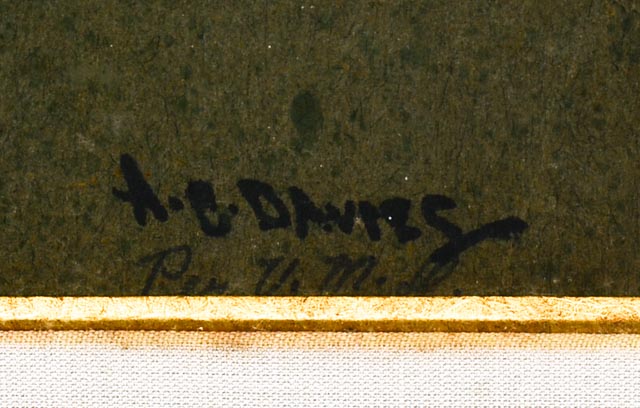 A. B. DAVIES
Per V. M. D.